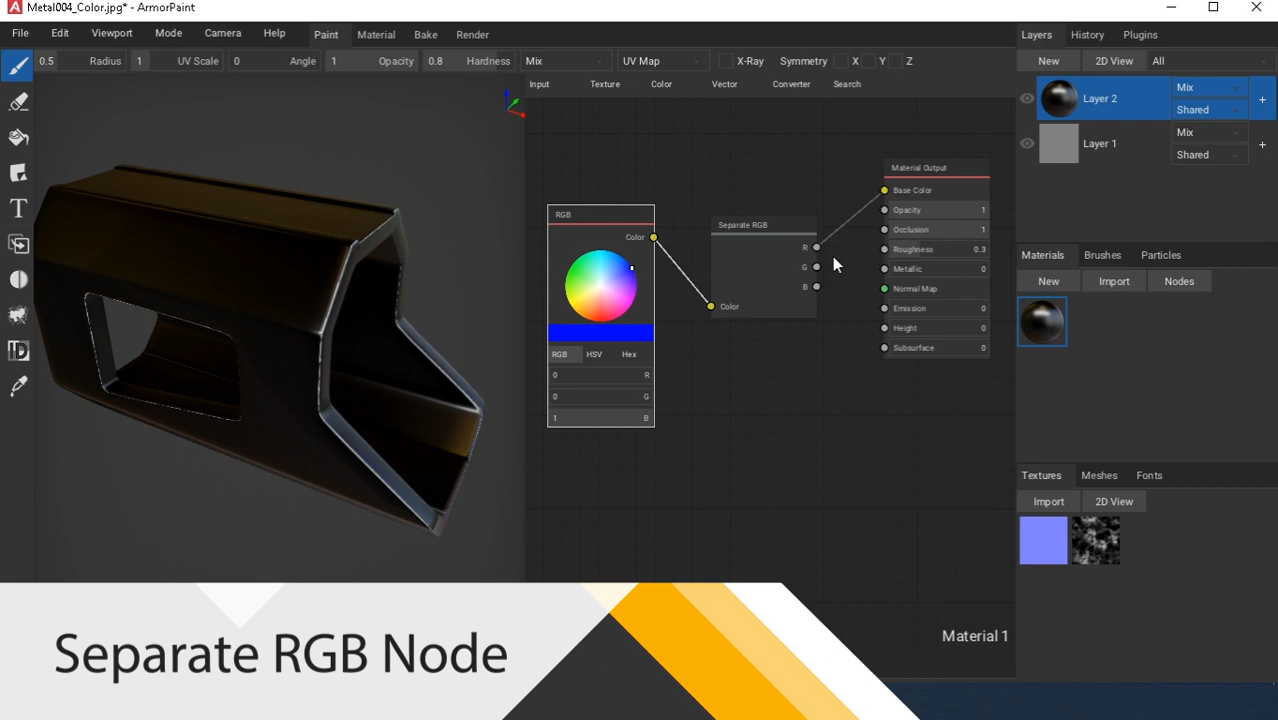 Metal004_Color.jpg* - ArmorPaint
File Edit Viewport Mode Camera Help Paint Material Bake Render
0.5 Radius 1 UV Scale 0 Angle 1 Opacity 0.8 Hardness Mix UV Map X-Ray Symmetry X Y Z
Input Texture Color Vector Converter Search
RGB
Color
RGB HSV Hex
0 R
0 G
1 B
Separate RGB
R
G
B
Color
Material Output
Base Color
Opacity 1
Occlusion 1
Roughness 0.3
Metallic 0
Normal Map
Emission 0
Height 0
Subsurface 0
Material 1
Layers History Plugins
New 2D View All
Layer 2 Mix
Shared
Layer 1 Mix
Shared
Materials Brushes Particles
New Import Nodes
Textures Meshes Fonts
Import 2D View
Separate RGB Node